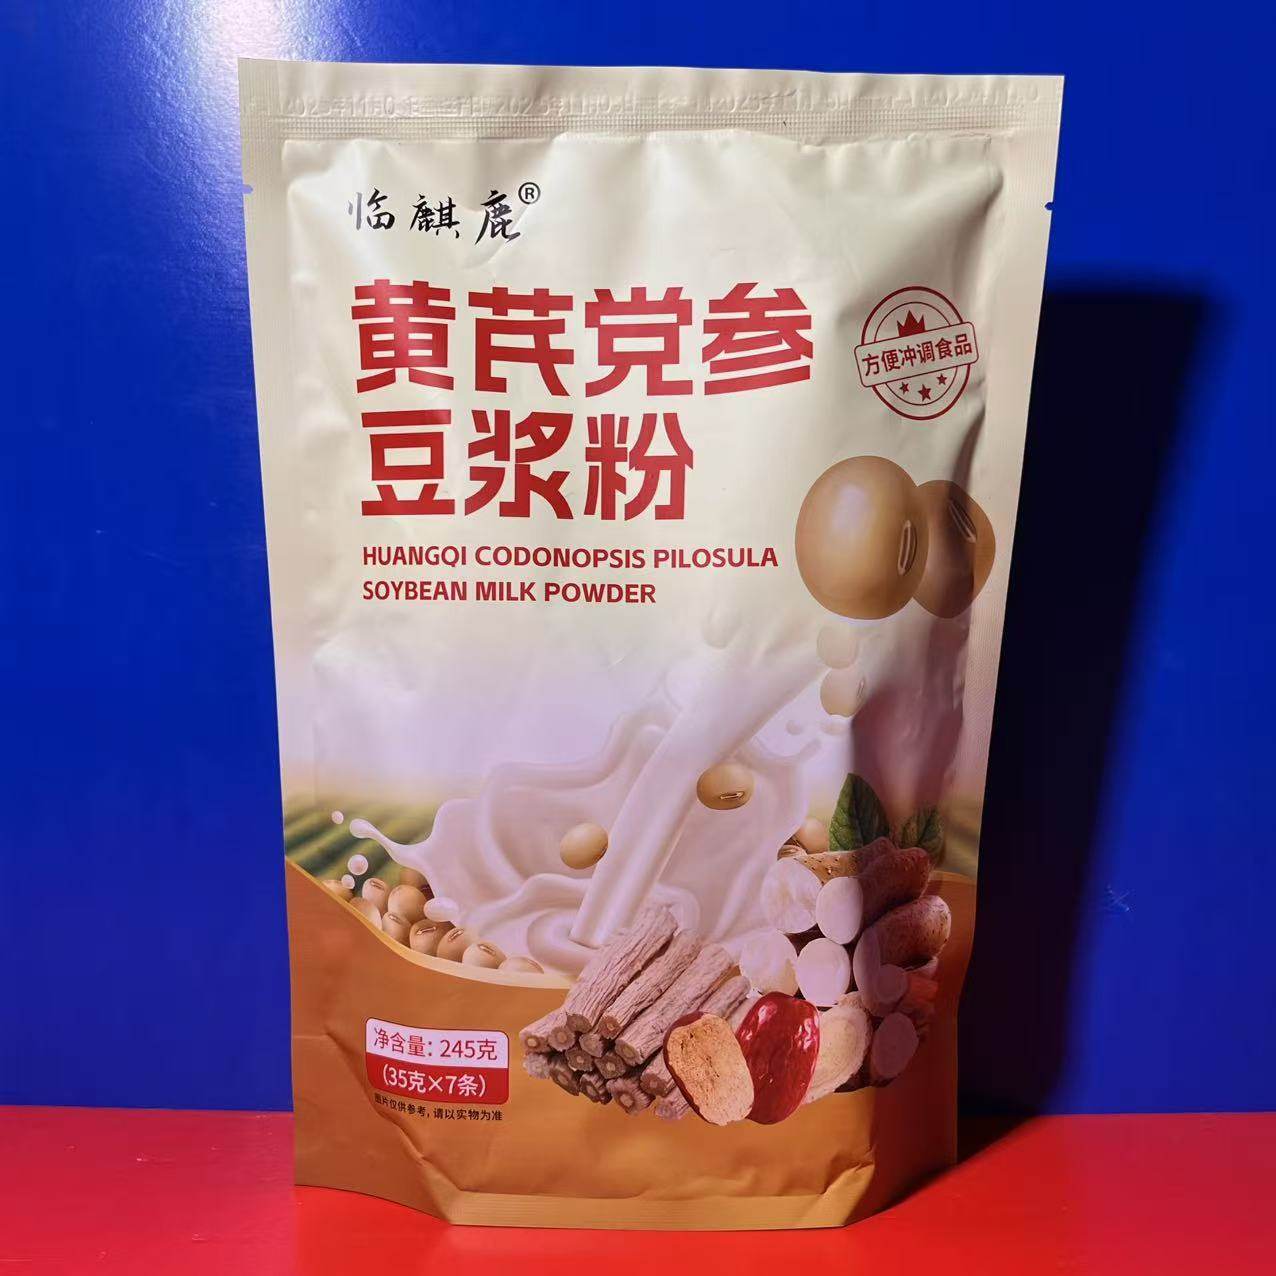 临麒鹿®
黄芪党参
豆浆粉
HUANGQI CODONOPSIS PILOSULA
SOYBEAN MILK POWDER
方便冲调食品
净含量：245克
(35克×7条)
图片仅供参考，请以实物为准